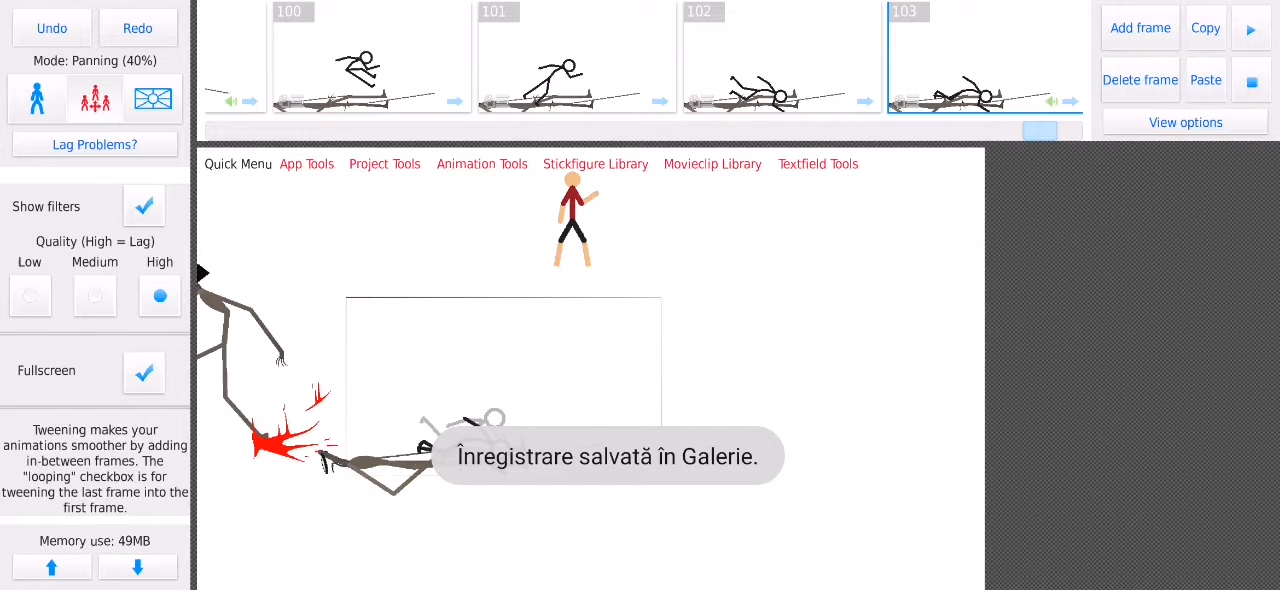 Undo
Redo
Mode: Panning (40%)
Lag Problems?
Show filters
Quality (High = Lag)
Low
Medium
High
Fullscreen
Tweening makes your
animations smoother by adding
in-between frames. The
"looping" checkbox is for
tweening the last frame into the
first frame.
Memory use: 49MB
100
101
102
103
Add frame
Copy
Delete frame
Paste
View options
Quick Menu App Tools Project Tools Animation Tools Stickfigure Library Movieclip Library Textfield Tools
Înregistrare salvată în Galerie.